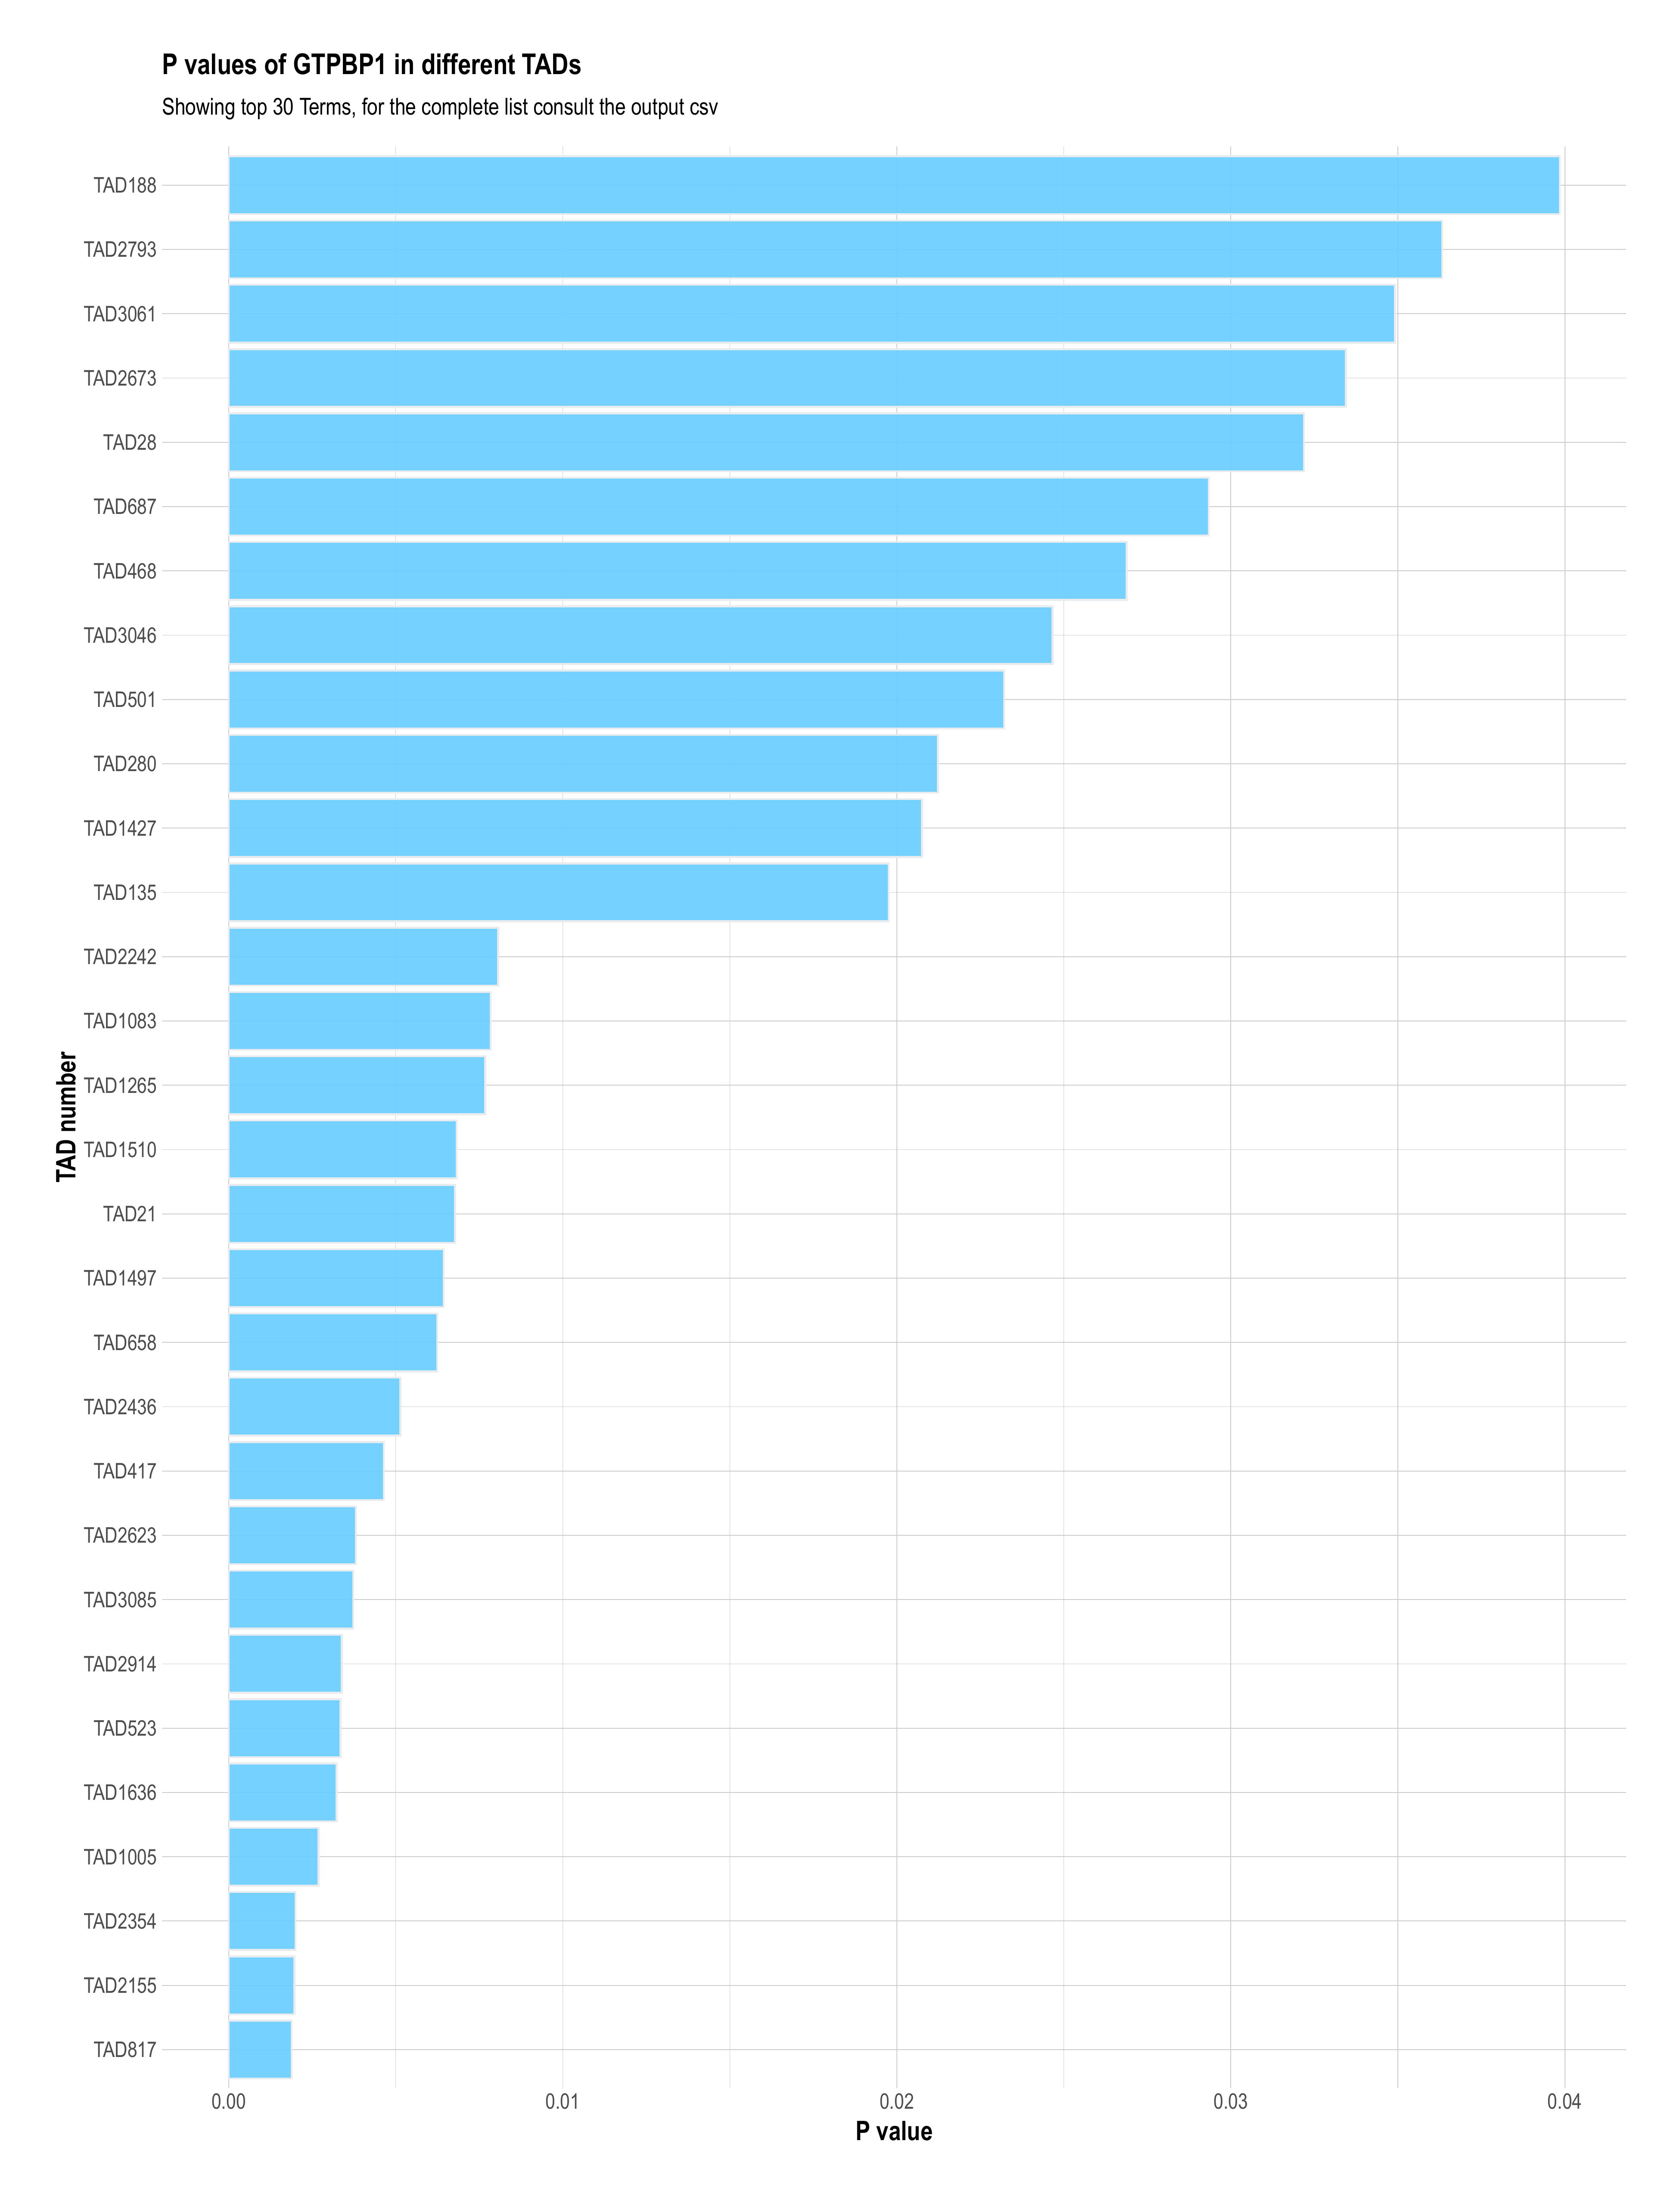 P values of GTPBP1 in different TADs
Showing top 30 Terms, for the complete list consult the output csv
TAD188
TAD2793
TAD3061
TAD2673
TAD28
TAD687
TAD468
TAD3046
TAD501
TAD280
TAD1427
TAD135
TAD2242
TAD1083
TAD1265
TAD1510
TAD21
TAD1497
TAD658
TAD2436
TAD417
TAD2623
TAD3085
TAD2914
TAD523
TAD1636
TAD1005
TAD2354
TAD2155
TAD817
TAD number
0.00 0.01 0.02 0.03 0.04
P value